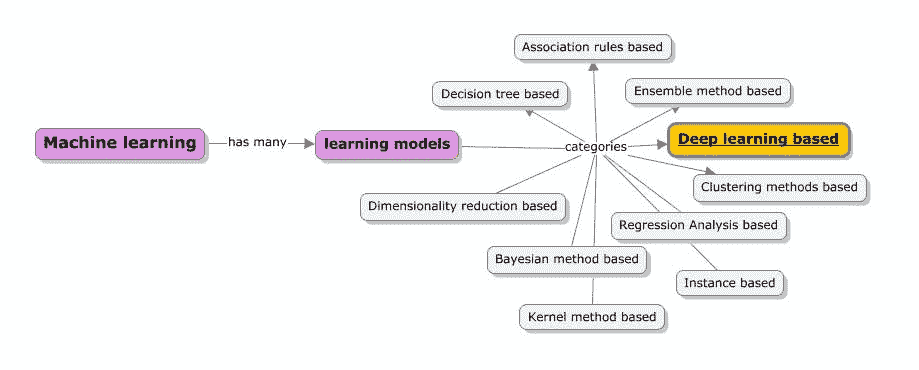 Association rules based
Decision tree based
Ensemble method based
Machine learning
has many
learning models
categories
Deep learning based
Clustering methods based
Dimensionality reduction based
Regression Analysis based
Bayesian method based
Instance based
Kernel method based